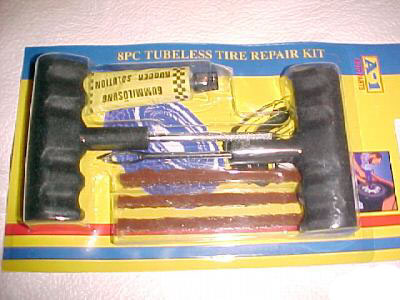 8PC TUBELESS TIRE REPAIR KIT
A-1
GUMMILOSUNG
RUBBER SOLUTION